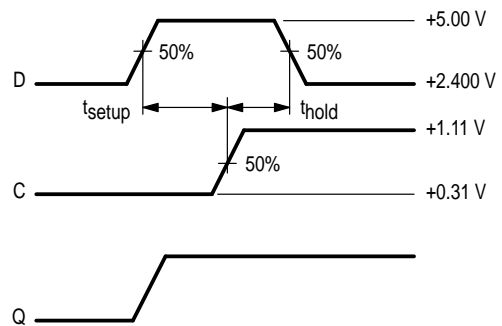 +5.00 V
50%
50%
D
+2.400 V
tsetup
thold
+1.11 V
50%
C
+0.31 V
Q